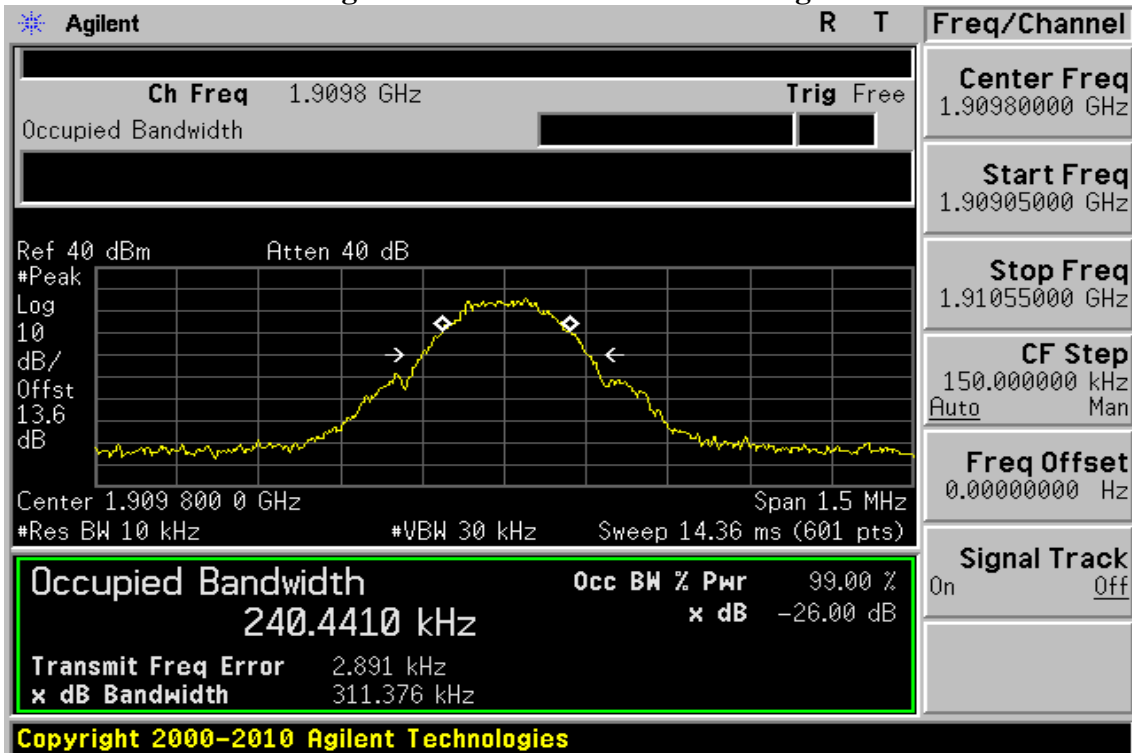 Agilent R T Freq/Channel
Ch Freq 1.9098 GHz Trig Free
Occupied Bandwidth
Center Freq
1.90980000 GHz
Start Freq
1.90905000 GHz
Stop Freq
1.91055000 GHz
CF Step
150.000000 kHz
Auto Man
Freq Offset
0.00000000 Hz
Signal Track
On Off
Ref 40 dBm Atten 40 dB
#Peak
Log
10
dB/
Offst
13.6
dB
Center 1.909 800 0 GHz Span 1.5 MHz
#Res BW 10 kHz #VBW 30 kHz Sweep 14.36 ms (601 pts)
Occupied Bandwidth Occ BW % Pwr 99.00 %
240.4410 kHz x dB -26.00 dB
Transmit Freq Error 2.891 kHz
x dB Bandwidth 311.376 kHz
Copyright 2000-2010 Agilent Technologies